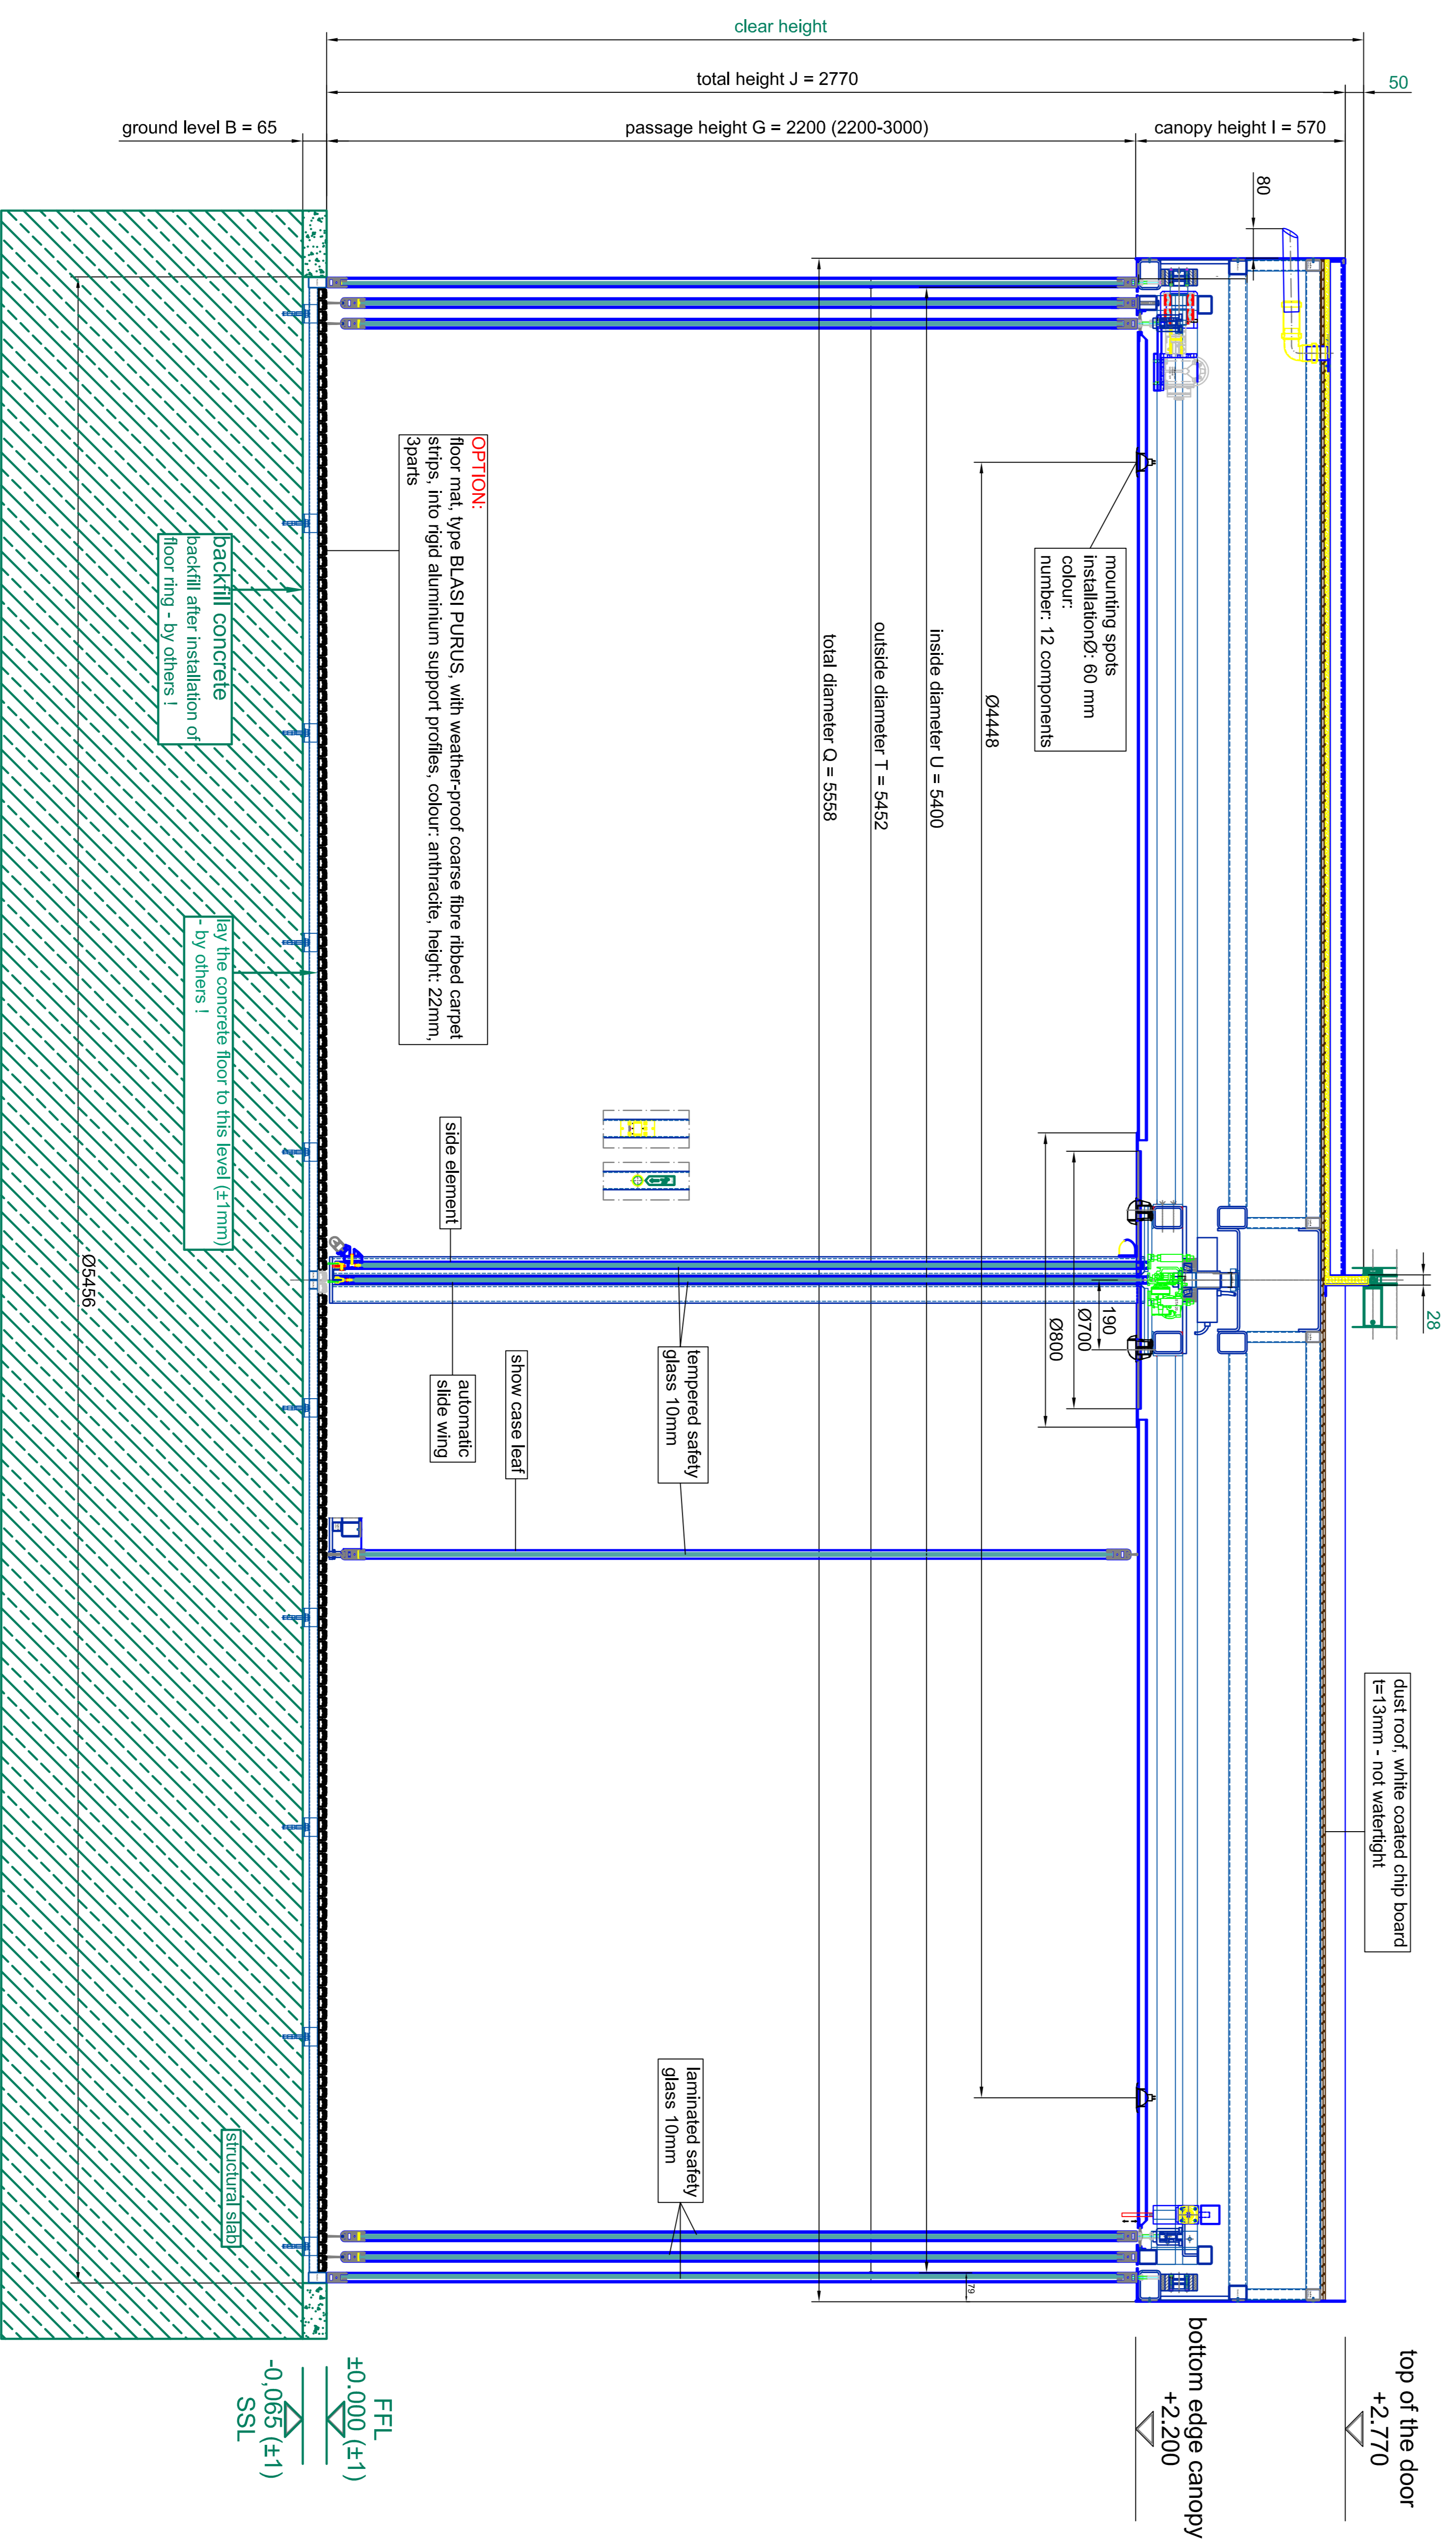 clear height
total height J = 2770
50
ground level B = 65
passage height G = 2200 (2200-3000)
canopy height I = 570
80
28
top of the door
+2.770
bottom edge canopy
+2.200
dust roof, white coated chip board
t=13mm - not watertight
mounting spots
installationØ: 60 mm
colour:
number: 12 components
190
Ø700
Ø800
Ø4448
inside diameter U = 5400
outside diameter T = 5452
total diameter Q = 5558
79
tempered safety
glass 10mm
laminated safety
glass 10mm
show case leaf
automatic
slide wing
side element
OPTION:
floor mat, type BLASI PURUS, with weather-proof coarse fibre ribbed carpet
strips, into rigid aluminium support profiles, colour: anthracite, height: 22mm,
3parts
FFL
±0.000 (±1)
-0,065 (±1)
SSL
backfill concrete
backfill after installation of
floor ring - by others !
lay the concrete floor to this level (±1mm)
- by others !
structural slab
Ø5456